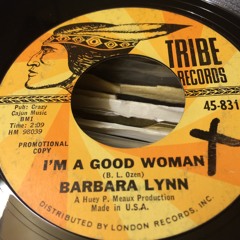 TRIBE
RECORDS
Pub: Crazy
Cajun Music
BMI
Time: 2:09
HM 96039
45-831
PROMOTIONAL
COPY
I'M A GOOD WOMAN
(B. L. Ozen)
BARBARA LYNN
A Huey P. Meaux Production
Made in U.S.A.
DISTRIBUTED BY LONDON RECORDS, INC.